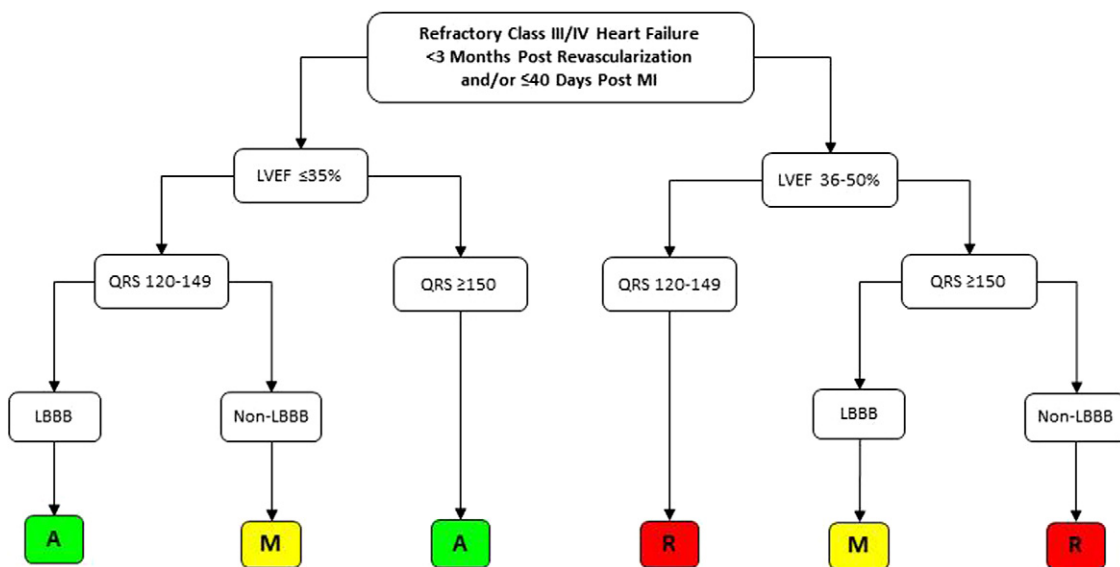 Refractory Class III/IV Heart Failure
<3 Months Post Revascularization
and/or ≤40 Days Post MI
LVEF ≤35%
LVEF 36-50%
QRS 120-149
QRS ≥150
QRS 120-149
QRS ≥150
LBBB
Non-LBBB
LBBB
Non-LBBB
A
M
A
R
M
R